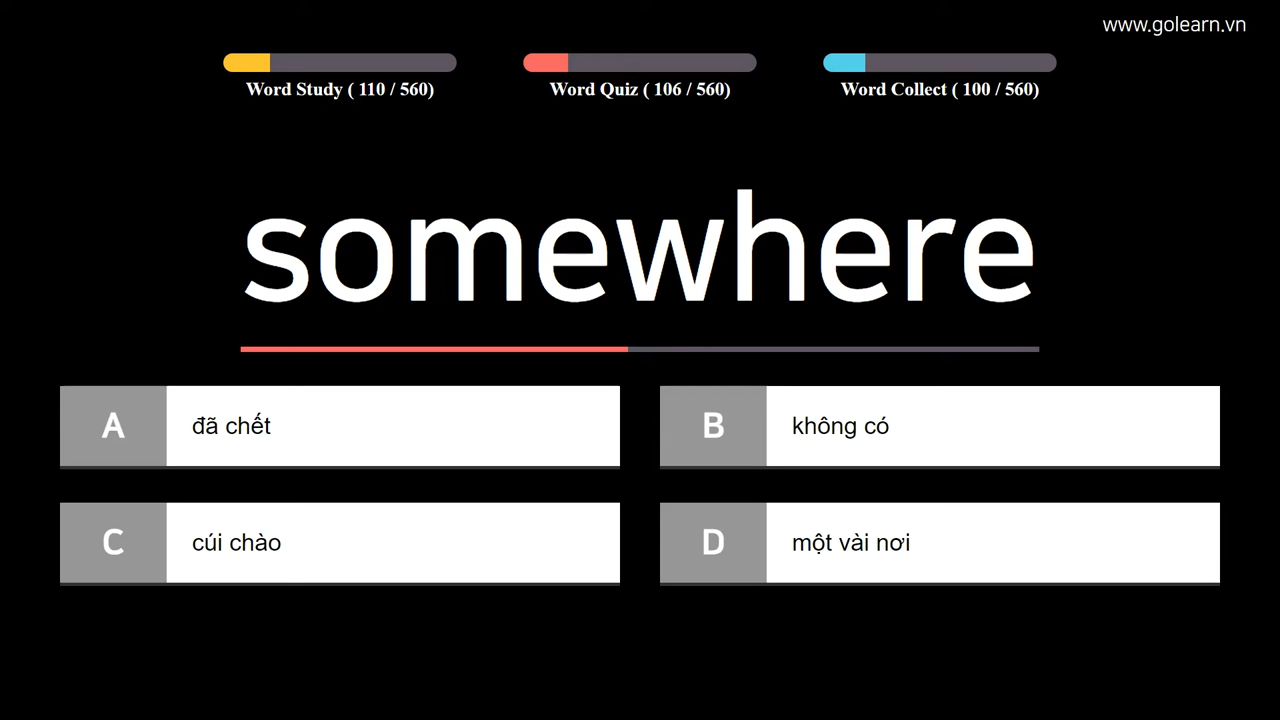 www.golearn.vn
Word Study ( 110 / 560)
Word Quiz ( 106 / 560)
Word Collect ( 100 / 560)
somewhere
A
đã chết
B
không có
C
cúi chào
D
một vài nơi